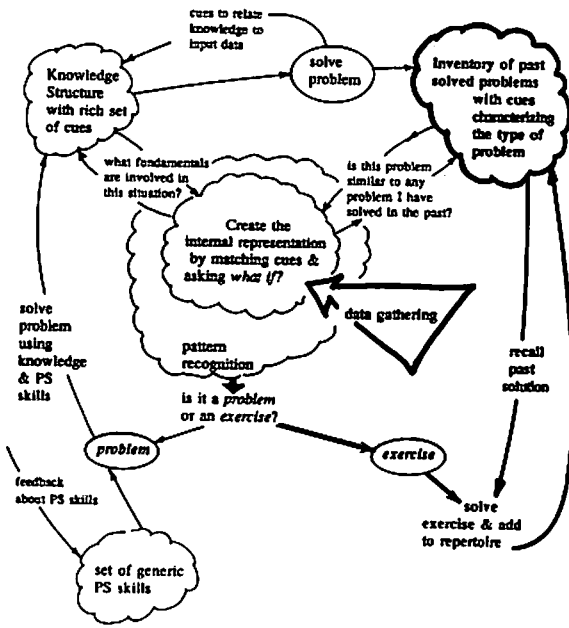 cues to relate
knowledge to
input data
solve
problem
Knowledge
Structure
with rich set
of cues
Inventory of past
solved problems
with cues
characterizing
the type of
problem
what fundamentals
are involved in
this situation?
is this problem
similar to any
problem I have
solved in the past?
Create the
internal representation
by matching cues &
asking what if?
data gathering
pattern
recognition
solve
problem
using
knowledge
& PS
skills
recall
past
solution
is it a problem
or an exercise?
problem
exercise
feedback
about PS skills
solve
exercise & add
to repertoire
set of generic
PS skills